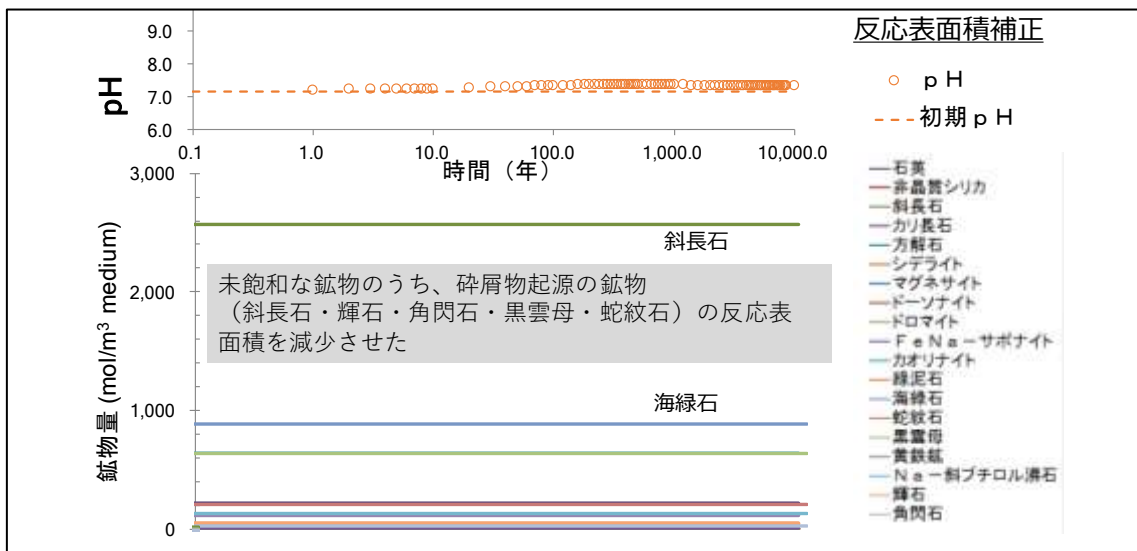 反応表面積補正
9.0
8.0
7.0
6.0
pH
○ pH
初期pH
0.1
1.0
10.0
100.0
1,000.0
10,000.0
時間（年）
3,000
2,000
1,000
0
鉱物量 (mol/m³ medium)
斜長石
未飽和な鉱物のうち、砕屑物起源の鉱物
（斜長石・輝石・角閃石・黒雲母・蛇紋石）の反応表
面積を減少させた
海緑石
石英
非晶質シリカ
斜長石
カリ長石
方解石
シデライト
マグネサイト
ドーソナイト
ドロマイト
ＦｅＮａ－サポナイト
カオリナイト
緑泥石
海緑石
蛇紋石
黒雲母
黄鉄鉱
Ｎａ－斜プチロル沸石
輝石
角閃石